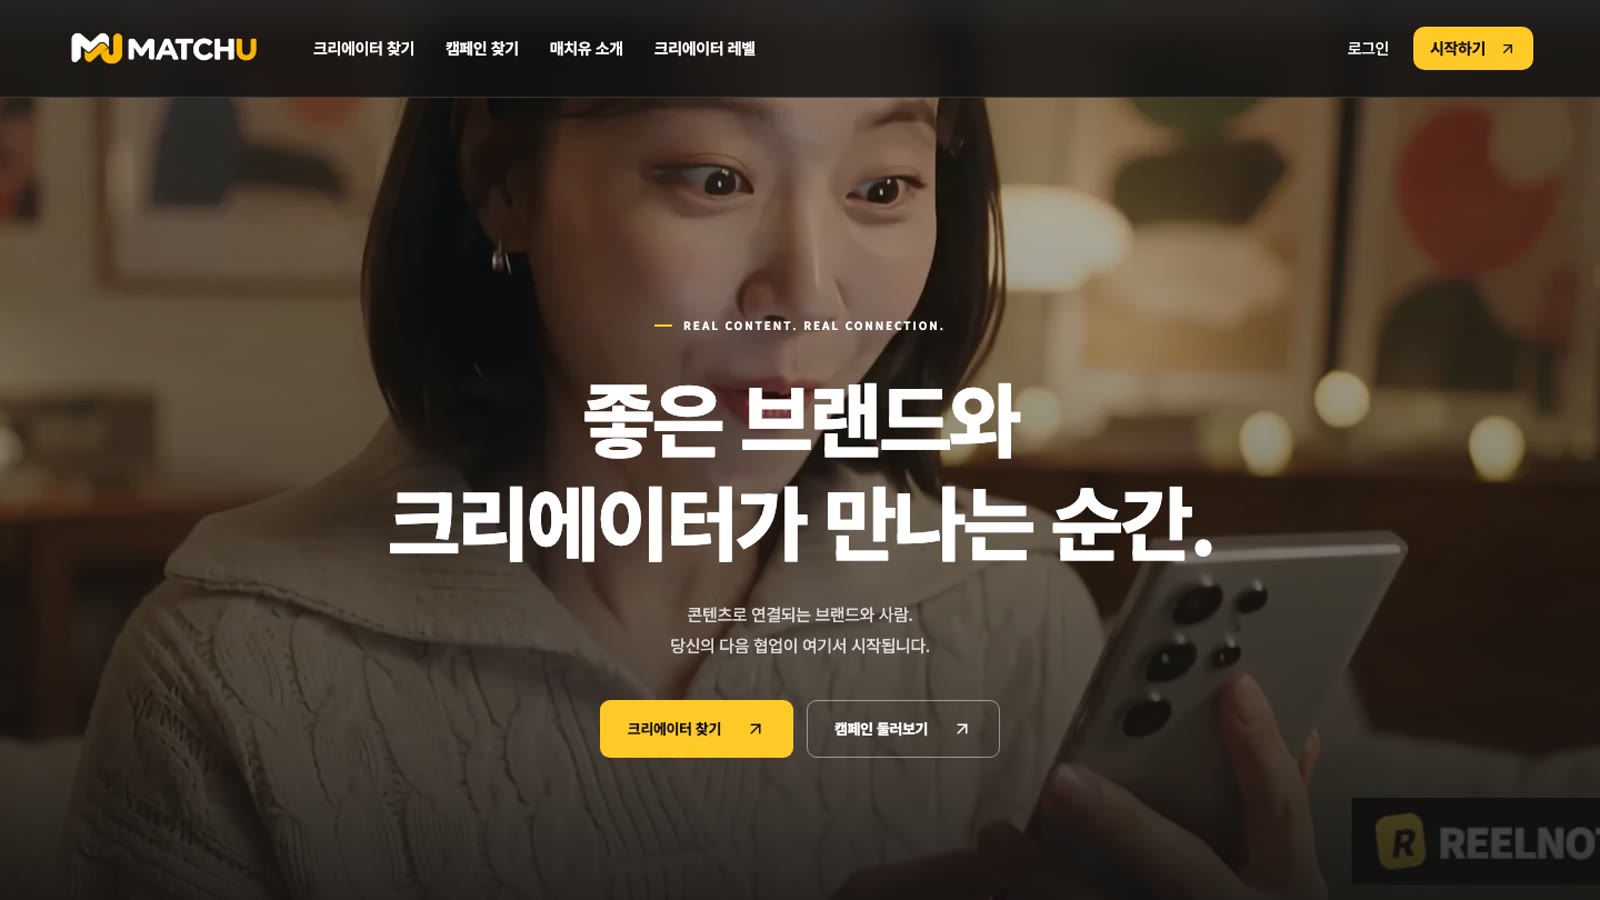 MATCHU
크리에이터 찾기
캠페인 찾기
매치유 소개
크리에이터 레벨
로그인
시작하기
REAL CONTENT. REAL CONNECTION.
좋은 브랜드와
크리에이터가 만나는 순간.
콘텐츠로 연결되는 브랜드와 사람.
당신의 다음 협업이 여기서 시작됩니다.
크리에이터 찾기
캠페인 둘러보기
R